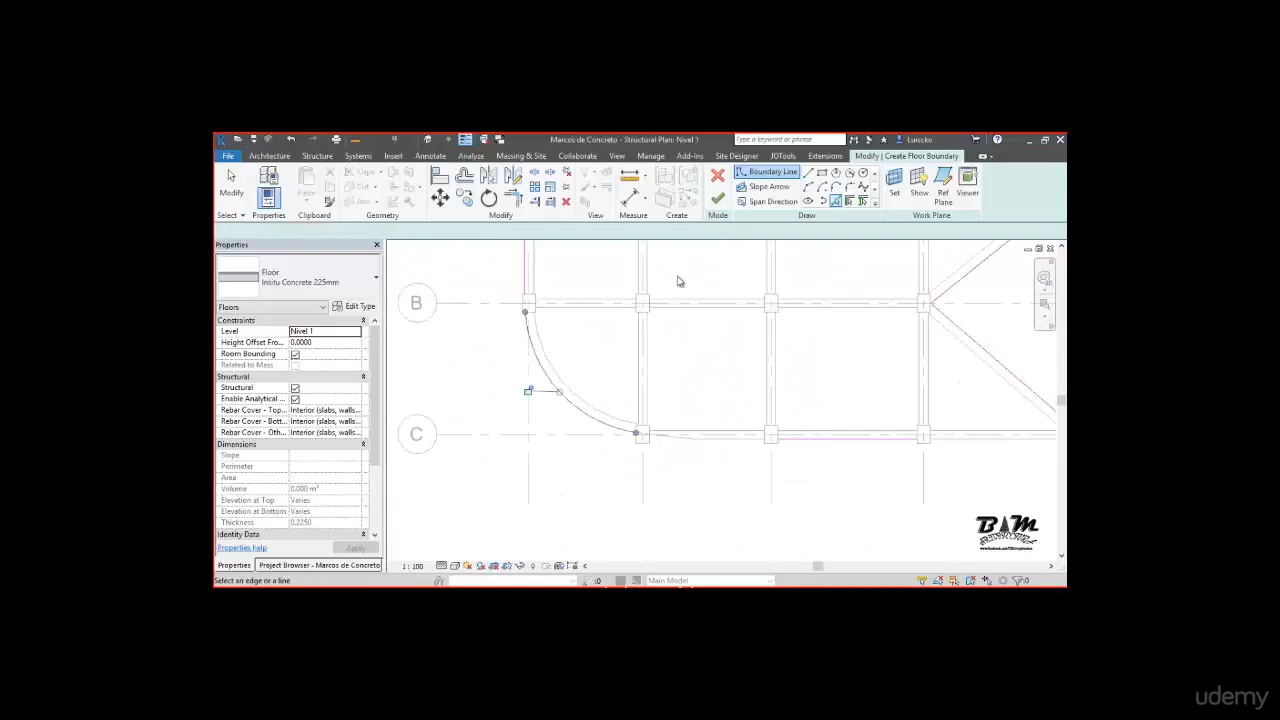 Marcos de Concreto - Structural Plan: Nivel 1
Type a keyword or phrase
Luiscko
File Architecture Structure Systems Insert Annotate Analyze Massing & Site Collaborate View Manage Add-Ins Site Designer JOTools Extensions Modify | Create Floor Boundary
Boundary Line
Slope Arrow
Span Direction
Modify
Properties
Paste
Cope
Cut
Join
Set
Show
Ref Plane
Viewer
Select Properties Clipboard Geometry Modify View Measure Create Mode Draw Work Plane
Properties
Floor
Insitu Concrete 225mm
Floors
Edit Type
Constraints
Level Nivel 1
Height Offset Fro... 0.0000
Room Bounding
Related to Mass
Structural
Structural
Enable Analytical ...
Rebar Cover - Top... Interior (slabs, walls...
Rebar Cover - Bott... Interior (slabs, walls...
Rebar Cover - Oth... Interior (slabs, walls...
Dimensions
Slope
Perimeter
Area
Volume 0.000 m³
Elevation at Top Varies
Elevation at Bottom Varies
Thickness 0.2250
Identity Data
Properties help
Apply
Properties
Project Browser - Marcos de Concreto
B
C
BIM
1 : 100
Select an edge or a line
:0
Main Model
:0
udemy